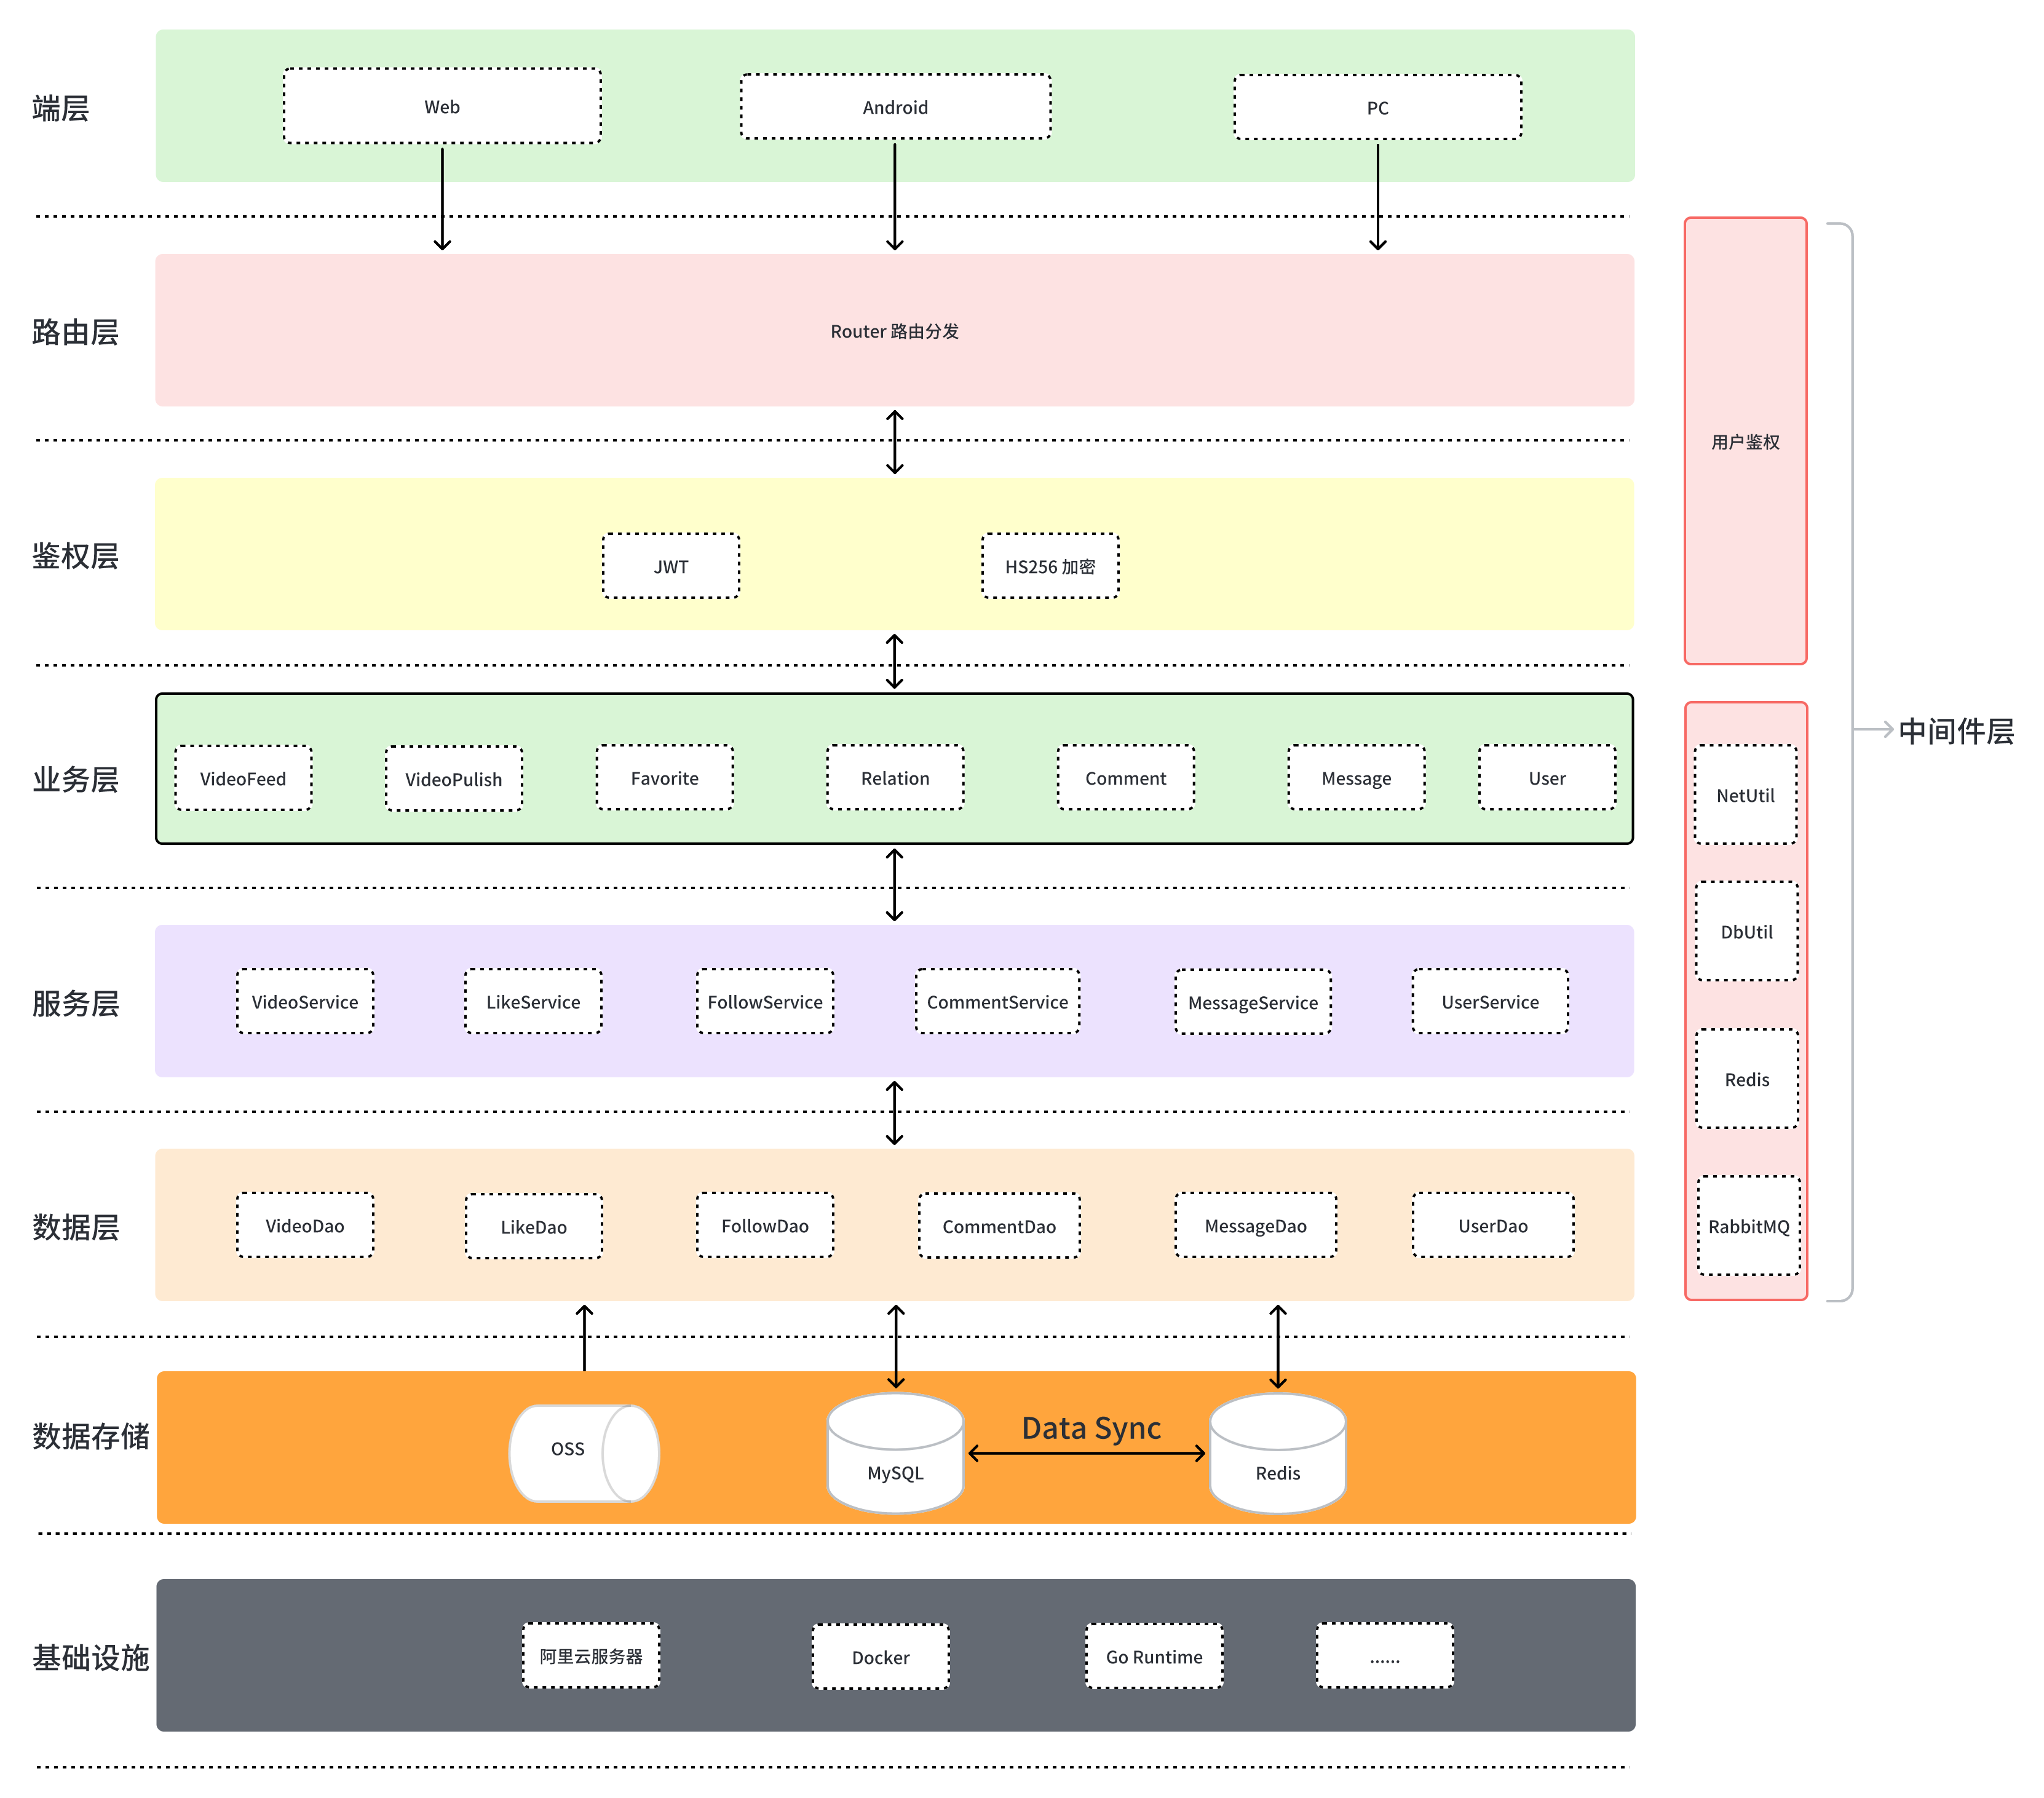 端层
Web
Android
PC
路由层
Router 路由分发
用户鉴权
鉴权层
JWT
HS256 加密
中间件层
业务层
VideoFeed
VideoPulish
Favorite
Relation
Comment
Message
User
NetUtil
DbUtil
服务层
VideoService
LikeService
FollowService
CommentService
MessageService
UserService
Redis
数据层
VideoDao
LikeDao
FollowDao
CommentDao
MessageDao
UserDao
RabbitMQ
数据存储
OSS
MySQL
Data Sync
Redis
基础设施
阿里云服务器
Docker
Go Runtime
......